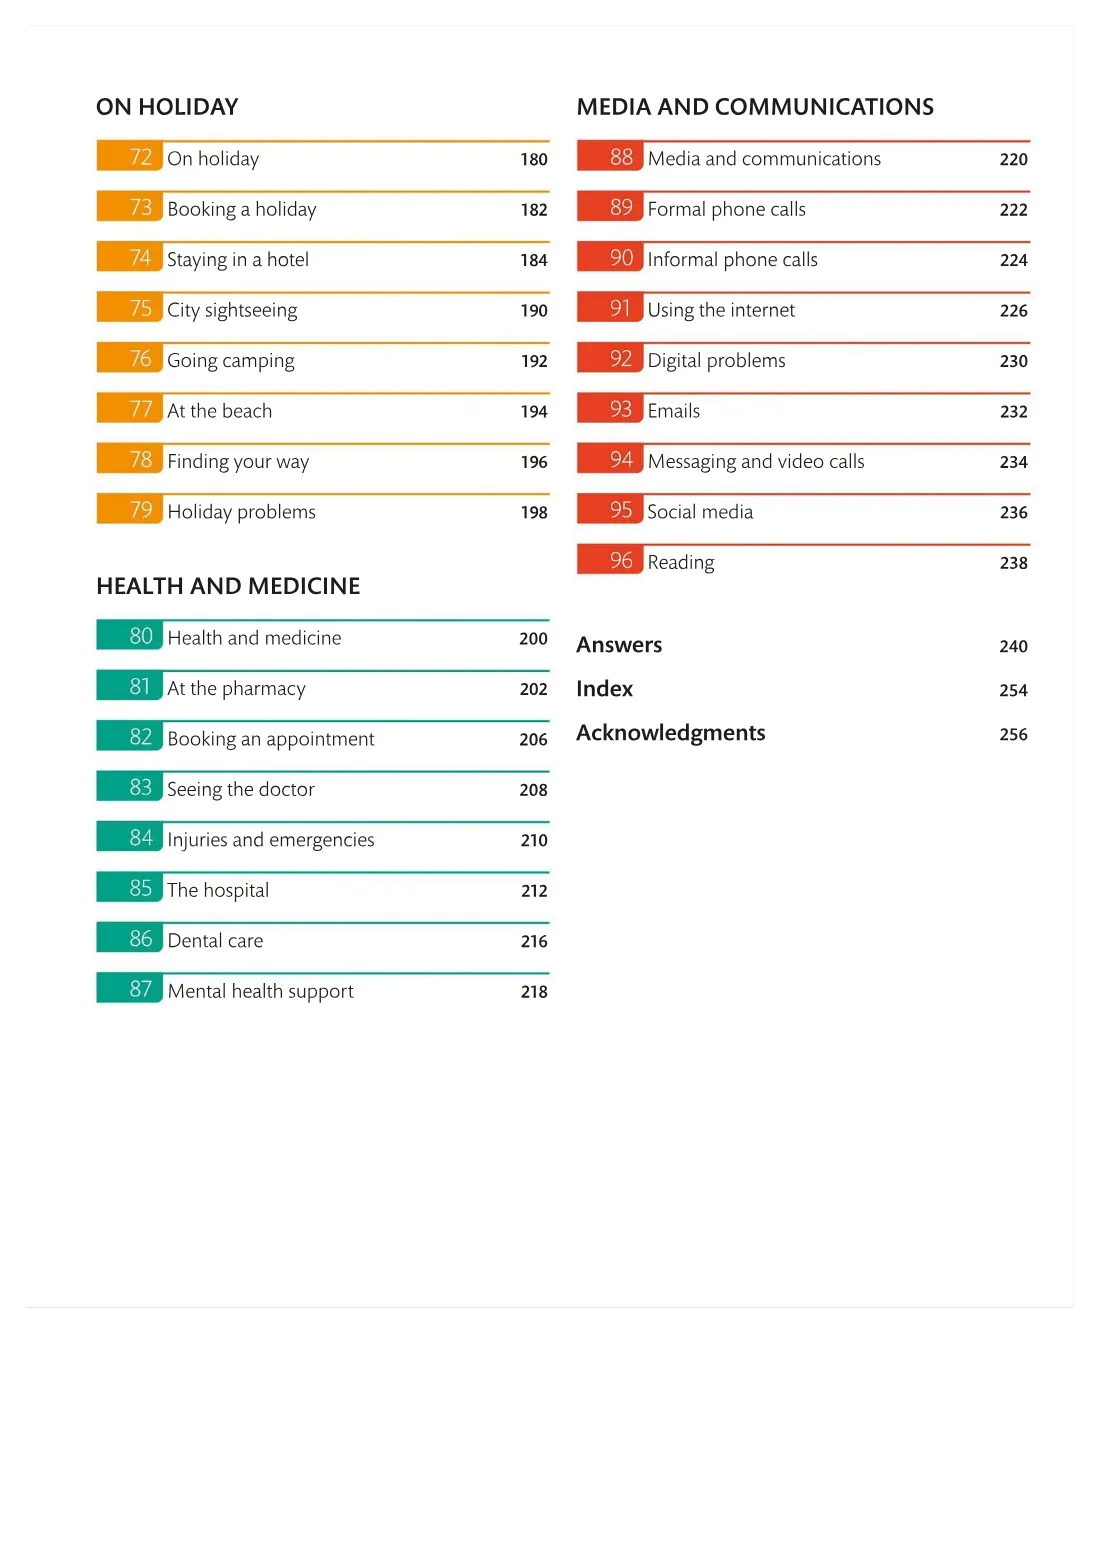 ON HOLIDAY
72 On holiday 180
73 Booking a holiday 182
74 Staying in a hotel 184
75 City sightseeing 190
76 Going camping 192
77 At the beach 194
78 Finding your way 196
79 Holiday problems 198
HEALTH AND MEDICINE
80 Health and medicine 200
81 At the pharmacy 202
82 Booking an appointment 206
83 Seeing the doctor 208
84 Injuries and emergencies 210
85 The hospital 212
86 Dental care 216
87 Mental health support 218
MEDIA AND COMMUNICATIONS
88 Media and communications 220
89 Formal phone calls 222
90 Informal phone calls 224
91 Using the internet 226
92 Digital problems 230
93 Emails 232
94 Messaging and video calls 234
95 Social media 236
96 Reading 238
Answers 240
Index 254
Acknowledgments 256